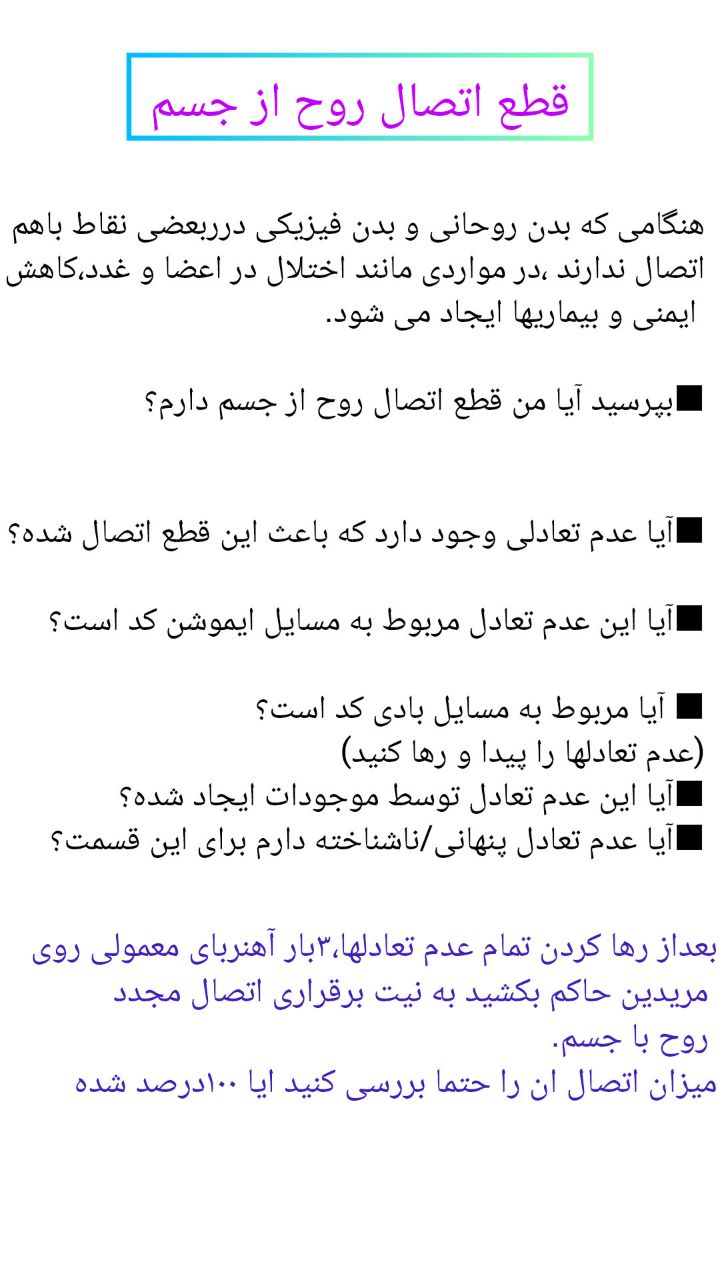 قطع اتصال روح از جسم
هنگامی که بدن روحانی و بدن فیزیکی درربعضی نقاط باهم
اتصال ندارند ،در مواردی مانند اختلال در اعضا و غدد،کاهش
ایمنی و بیماریها ایجاد می شود.
■بپرسید آیا من قطع اتصال روح از جسم دارم؟
■آیا عدم تعادلی وجود دارد که باعث این قطع اتصال شده؟
■آیا این عدم تعادل مربوط به مسایل ایموشن کد است؟
■ آیا مربوط به مسایل بادی کد است؟
(عدم تعادلها را پیدا و رها کنید)
■آیا این عدم تعادل توسط موجودات ایجاد شده؟
■آیا عدم تعادل پنهانی/ناشناخته دارم برای این قسمت؟
بعداز رها کردن تمام عدم تعادلها،۳بار آهنربای معمولی روی
مریدین حاکم بکشید به نیت برقراری اتصال مجدد
روح با جسم.
میزان اتصال ان را حتما بررسی کنید ایا ۱۰۰درصد شده